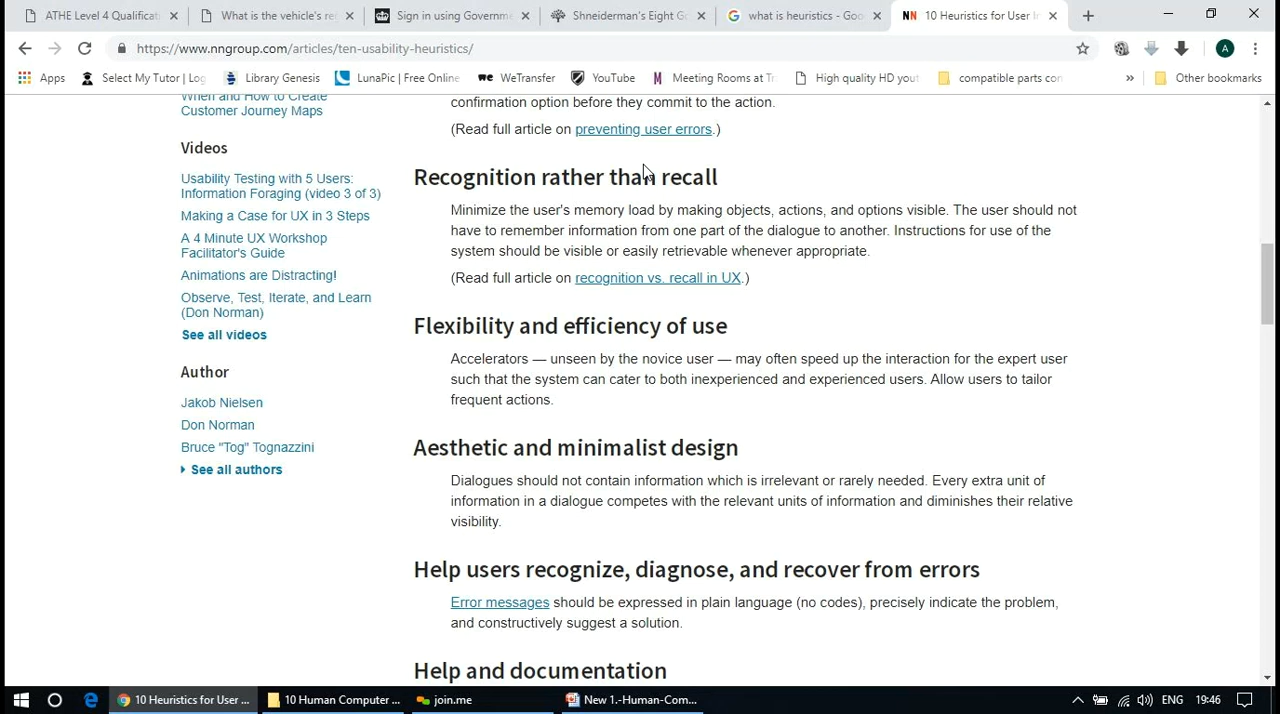 ATHE Level 4 Qualificati
What is the vehicle's re
Sign in using Governme
Shneiderman's Eight Go
what is heuristics - Goo
10 Heuristics for User In
https://www.nngroup.com/articles/ten-usability-heuristics/
A
Apps
Select My Tutor | Log
Library Genesis
LunaPic | Free Online
WeTransfer
YouTube
Meeting Rooms at Tr
High quality HD yout
compatible parts.com
»
Other bookmarks
When and How to Create
Customer Journey Maps
Videos
Usability Testing with 5 Users:
Information Foraging (video 3 of 3)
Making a Case for UX in 3 Steps
A 4 Minute UX Workshop
Facilitator's Guide
Animations are Distracting!
Observe, Test, Iterate, and Learn
(Don Norman)
See all videos
Author
Jakob Nielsen
Don Norman
Bruce "Tog" Tognazzini
See all authors
confirmation option before they commit to the action.
(Read full article on preventing user errors.)
Recognition rather than recall
Minimize the user's memory load by making objects, actions, and options visible. The user should not
have to remember information from one part of the dialogue to another. Instructions for use of the
system should be visible or easily retrievable whenever appropriate.
(Read full article on recognition vs. recall in UX.)
Flexibility and efficiency of use
Accelerators — unseen by the novice user — may often speed up the interaction for the expert user
such that the system can cater to both inexperienced and experienced users. Allow users to tailor
frequent actions.
Aesthetic and minimalist design
Dialogues should not contain information which is irrelevant or rarely needed. Every extra unit of
information in a dialogue competes with the relevant units of information and diminishes their relative
visibility.
Help users recognize, diagnose, and recover from errors
Error messages should be expressed in plain language (no codes), precisely indicate the problem,
and constructively suggest a solution.
Help and documentation
10 Heuristics for User ...
10 Human Computer ...
join.me
New 1.-Human-Com...
ENG
19:46